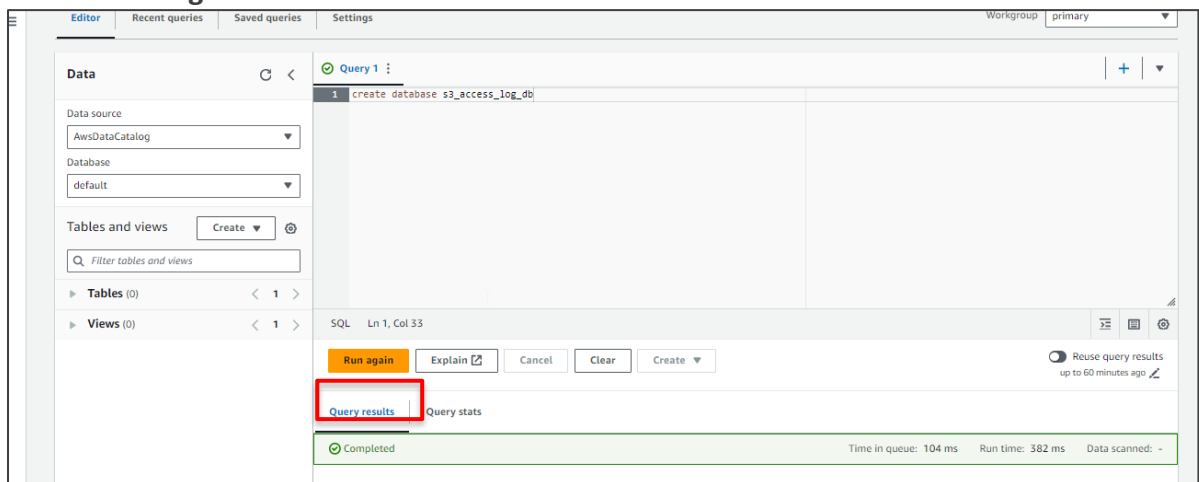 Editor Recent queries Saved queries Settings Workgroup primary
Data
Data source
AwsDataCatalog
Database
default
Tables and views Create
Filter tables and views
Tables (0) < 1 >
Views (0) < 1 >
Query 1
1 create database s3_access_log_db
SQL Ln 1, Col 33
Run again Explain Cancel Clear Create
Reuse query results
up to 60 minutes ago
Query results Query stats
Completed Time in queue: 104 ms Run time: 382 ms Data scanned: -